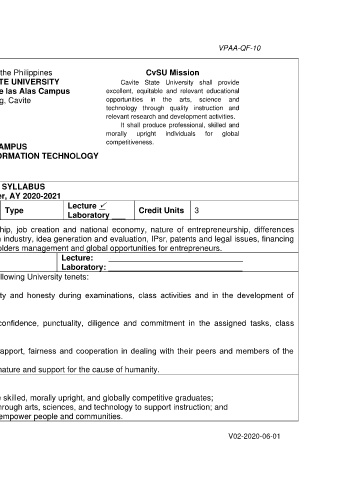 VPAA-QF-10
the Philippines
TE UNIVERSITY
e las Alas Campus
g, Cavite
CvSU Mission
Cavite State University shall provide
excellent, equitable and relevant educational
opportunities in the arts, science and
technology through quality instruction and
relevant research and development activities.
It shall produce professional, skilled and
morally upright individuals for global
competitiveness.
AMPUS
ORMATION TECHNOLOGY
SYLLABUS
er, AY 2020-2021
Type
Lecture ✓
Laboratory ___
Credit Units
3
hip, job creation and national economy, nature of entrepreneurship, differences
n industry, idea generation and evaluation, IPsr, patents and legal issues, financing
holders management and global opportunities for entrepreneurs.
Lecture: ____________________
Laboratory: ____________________
llowing University tenets:
ty and honesty during examinations, class activities and in the development of
confidence, punctuality, diligence and commitment in the assigned tasks, class
apport, fairness and cooperation in dealing with their peers and members of the
nature and support for the cause of humanity.
e skilled, morally upright, and globally competitive graduates;
hrough arts, sciences, and technology to support instruction; and
empower people and communities.
V02-2020-06-01